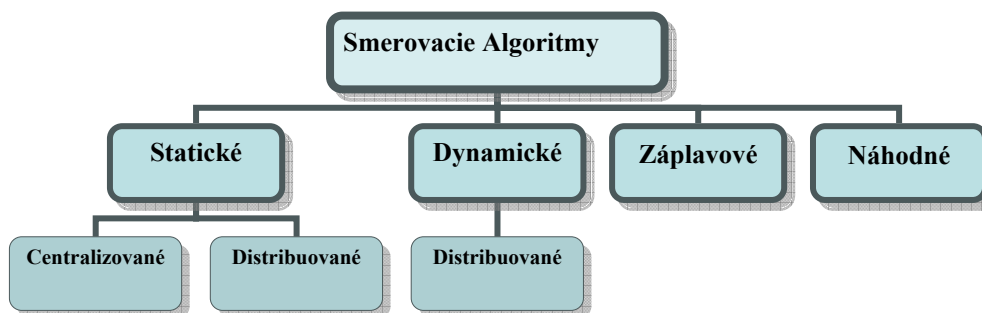 Smerovacie Algoritmy
Statické
Dynamické
Záplavové
Náhodné
Centralizované
Distribuované
Distribuované